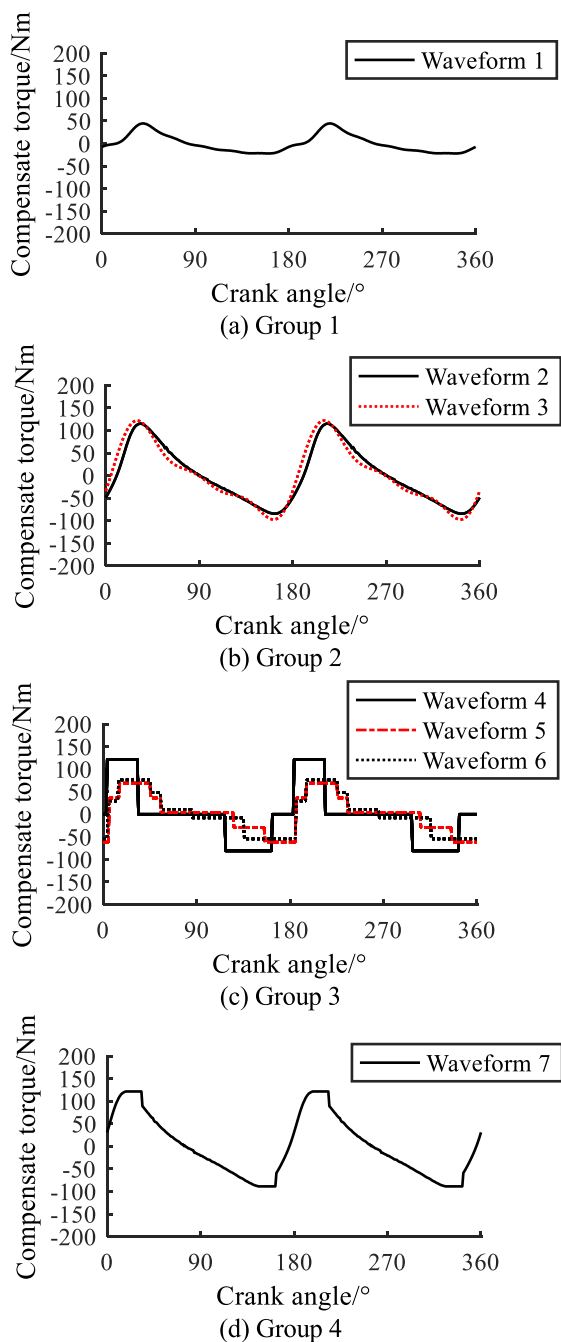 Compensate torque/Nm
200
150
100
50
0
-50
-100
-150
-200
Waveform 1
0 90 180 270 360
Crank angle/°
(a) Group 1
Compensate torque/Nm
200
150
100
50
0
-50
-100
-150
-200
Waveform 2
Waveform 3
0 90 180 270 360
Crank angle/°
(b) Group 2
Compensate torque/Nm
200
150
100
50
0
-50
-100
-150
-200
Waveform 4
Waveform 5
Waveform 6
0 90 180 270 360
Crank angle/°
(c) Group 3
Compensate torque/Nm
200
150
100
50
0
-50
-100
-150
-200
Waveform 7
0 90 180 270 360
Crank angle/°
(d) Group 4